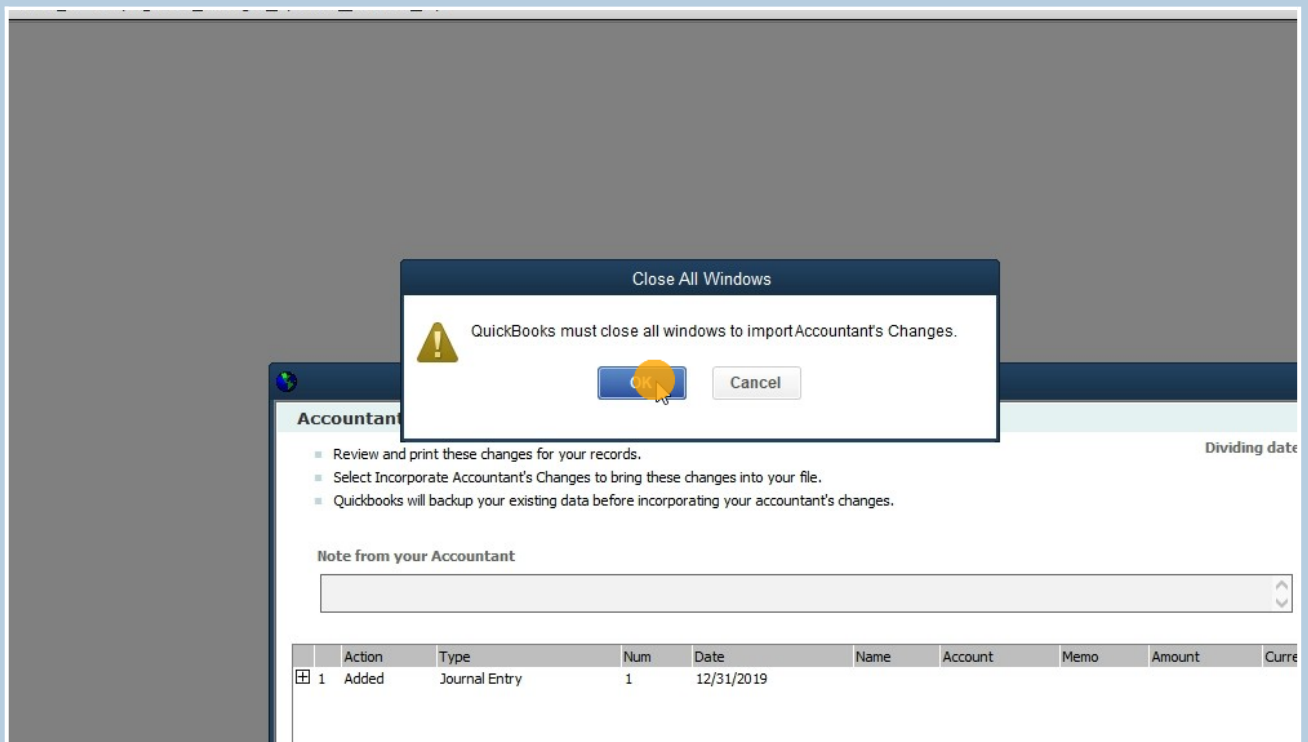 Close All Windows
QuickBooks must close all windows to import Accountant's Changes.
OK Cancel
Accountant
Dividing date
Review and print these changes for your records.
Select Incorporate Accountant's Changes to bring these changes into your file.
Quickbooks will backup your existing data before incorporating your accountant's changes.
Note from your Accountant
Action Type Num Date Name Account Memo Amount Curre
1 Added Journal Entry 1 12/31/2019